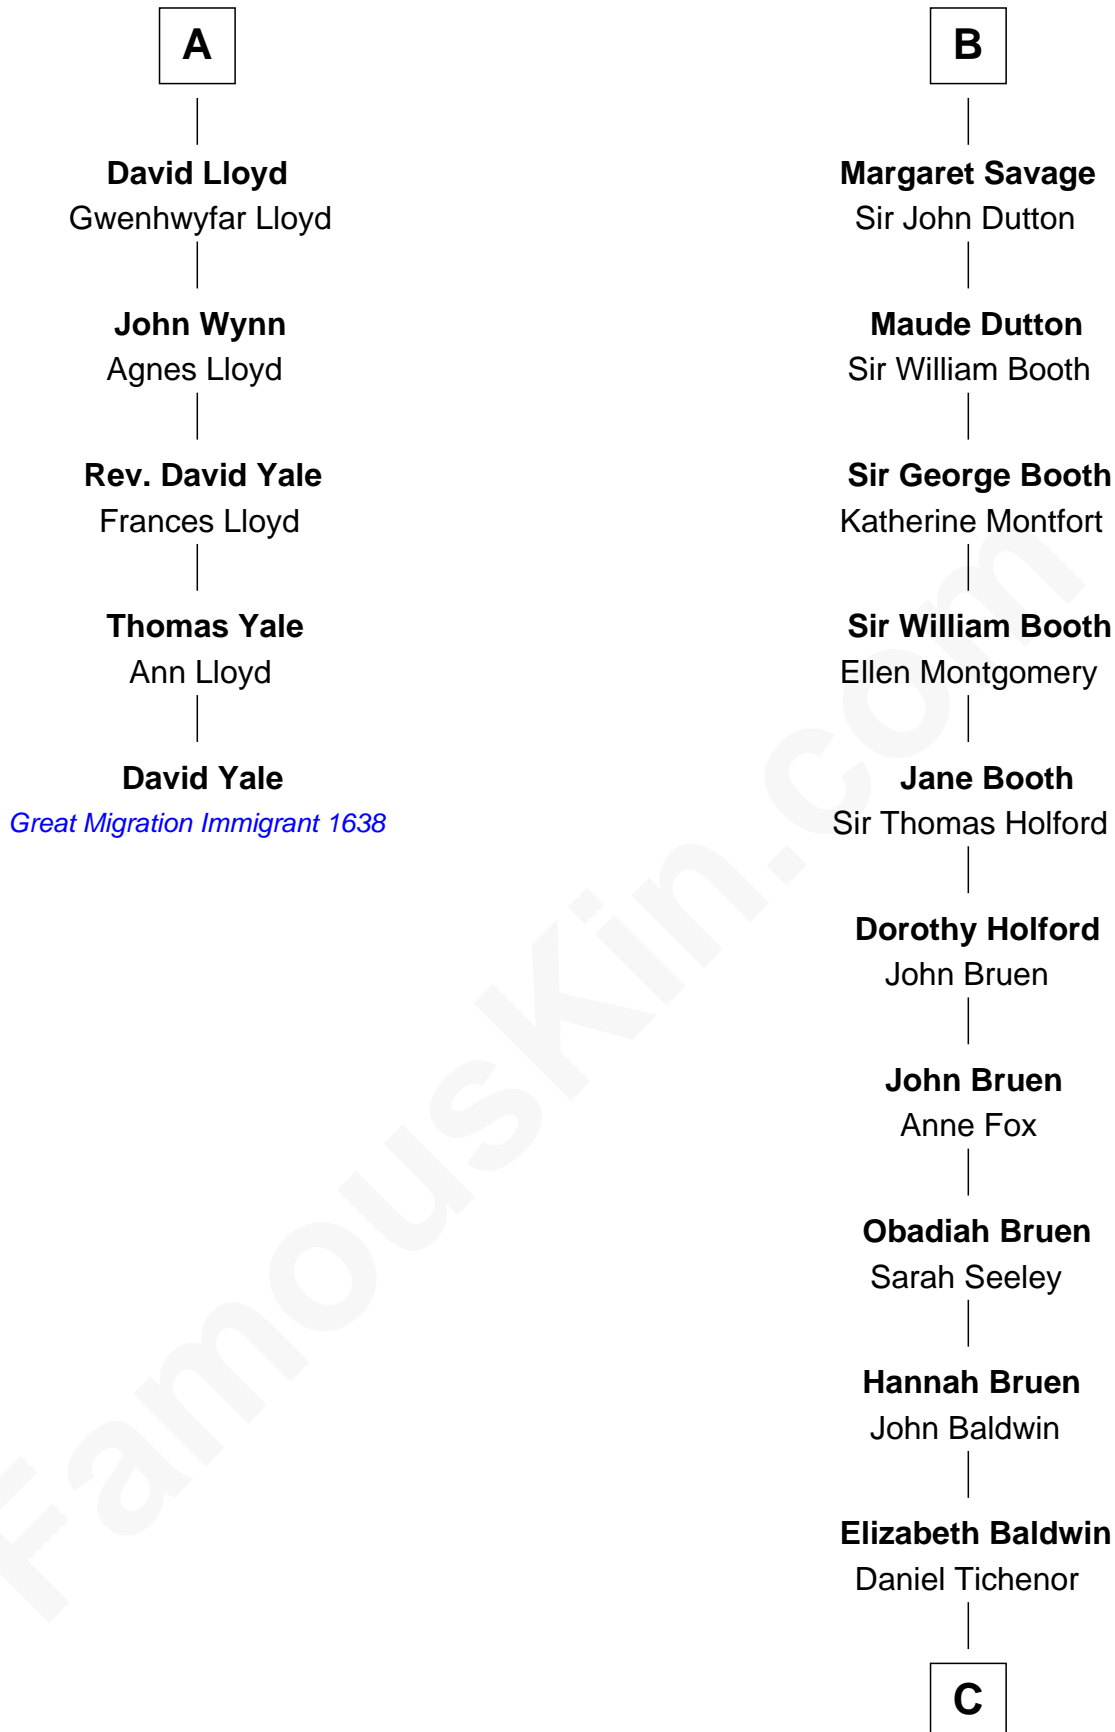 A
David Lloyd
Gwenhwyfar Lloyd
John Wynn
Agnes Lloyd
Rev. David Yale
Frances Lloyd
Thomas Yale
Ann Lloyd
David Yale
Great Migration Immigrant 1638
B
Margaret Savage
Sir John Dutton
Maude Dutton
Sir William Booth
Sir George Booth
Katherine Montfort
Sir William Booth
Ellen Montgomery
Jane Booth
Sir Thomas Holford
Dorothy Holford
John Bruen
John Bruen
Anne Fox
Obadiah Bruen
Sarah Seeley
Hannah Bruen
John Baldwin
Elizabeth Baldwin
Daniel Tichenor
C
FamousKin.com